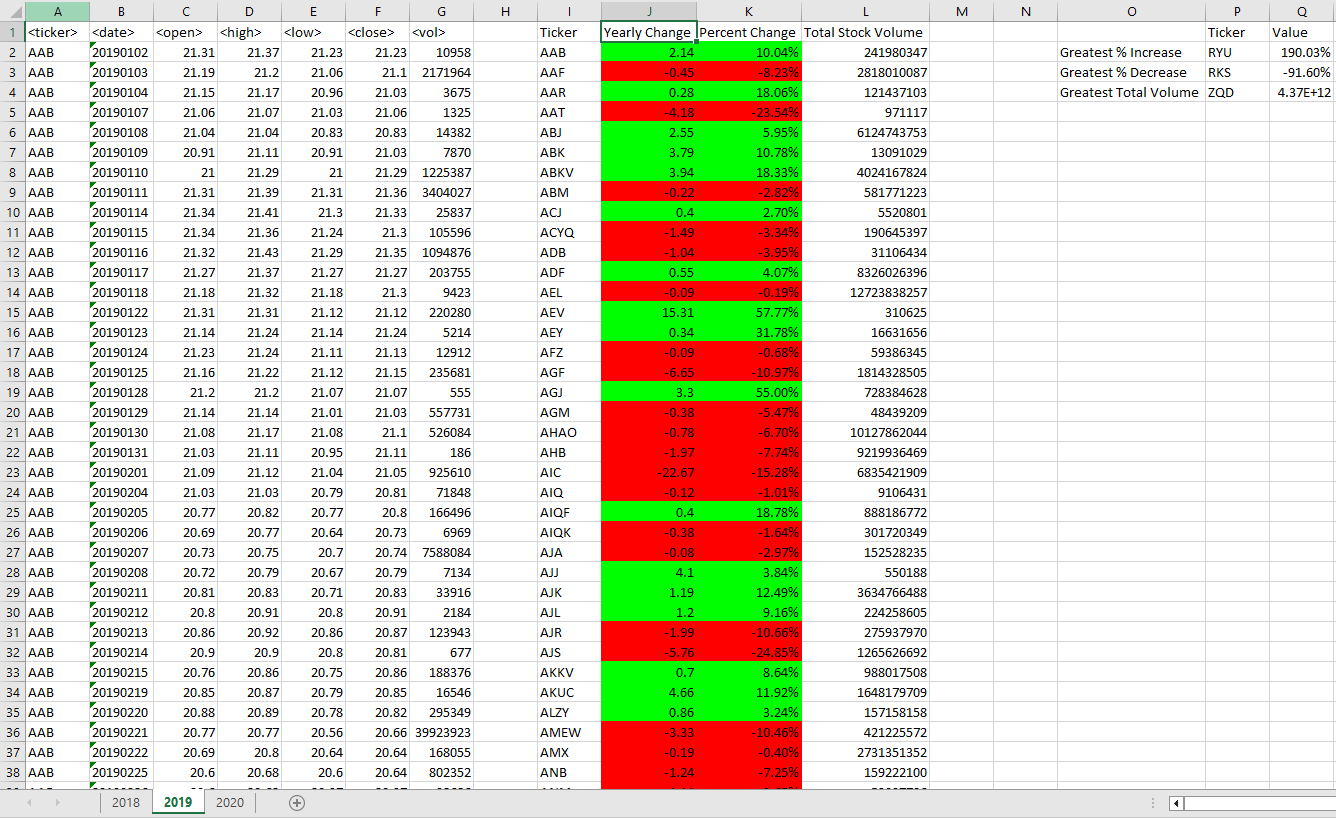 A B C D E F G H I J K L M N O P Q
1 <ticker> <date> <open> <high> <low> <close> <vol> Ticker Yearly Change Percent Change Total Stock Volume Ticker Value
2 AAB 20190102 21.31 21.37 21.23 21.23 10958 AAB 2.14 10.04% 241980347 Greatest % Increase RYU 190.03%
3 AAB 20190103 21.19 21.2 21.06 21.1 2171964 AAF -0.45 -8.23% 2818010087 Greatest % Decrease RKS -91.60%
4 AAB 20190104 21.15 21.17 20.96 21.03 3675 AAR 0.28 18.06% 121437103 Greatest Total Volume ZQD 4.37E+12
5 AAB 20190107 21.06 21.07 21.03 21.06 1325 AAT -4.18 -23.54% 971117
6 AAB 20190108 21.04 21.04 20.83 20.83 14382 ABJ 2.55 5.95% 6124743753
7 AAB 20190109 20.91 21.11 20.91 21.03 7870 ABK 3.79 10.78% 13091029
8 AAB 20190110 21 21.29 21 21.29 1225387 ABKV 3.94 18.33% 4024167824
9 AAB 20190111 21.31 21.39 21.31 21.36 3404027 ABM -0.22 -2.82% 581771223
10 AAB 20190114 21.34 21.41 21.3 21.33 25837 ACJ 0.4 2.70% 5520801
11 AAB 20190115 21.34 21.36 21.24 21.3 105596 ACYQ -1.49 -3.34% 190645397
12 AAB 20190116 21.32 21.43 21.29 21.35 1094876 ADB -1.04 -3.95% 31106434
13 AAB 20190117 21.27 21.37 21.27 21.27 203755 ADF 0.55 4.07% 8326026396
14 AAB 20190118 21.18 21.32 21.18 21.3 9423 AEL -0.09 -0.19% 12723838257
15 AAB 20190122 21.31 21.31 21.12 21.12 220280 AEV 15.31 57.77% 310625
16 AAB 20190123 21.14 21.24 21.14 21.24 5214 AEY 0.34 31.78% 16631656
17 AAB 20190124 21.23 21.24 21.11 21.13 12912 AFZ -0.09 -0.68% 59386345
18 AAB 20190125 21.16 21.22 21.12 21.15 235681 AGF -6.65 -10.97% 1814328505
19 AAB 20190128 21.2 21.2 21.07 21.07 555 AGJ 3.3 55.00% 728384628
20 AAB 20190129 21.14 21.14 21.01 21.03 557731 AGM -0.38 -5.47% 48439209
21 AAB 20190130 21.08 21.17 21.08 21.1 526084 AHAO -0.78 -6.70% 10127862044
22 AAB 20190131 21.03 21.11 20.95 21.11 186 AHB -1.97 -7.74% 9219936469
23 AAB 20190201 21.09 21.12 21.04 21.05 925610 AIC -22.67 -15.28% 6835421909
24 AAB 20190204 21.03 21.03 20.79 20.81 71848 AIQ -0.12 -1.01% 9106431
25 AAB 20190205 20.77 20.82 20.77 20.8 166496 AIQF 0.4 18.78% 888186772
26 AAB 20190206 20.69 20.77 20.64 20.73 6969 AIQK -0.38 -1.64% 301720349
27 AAB 20190207 20.73 20.75 20.7 20.74 7588084 AJA -0.08 -2.97% 152528235
28 AAB 20190208 20.72 20.79 20.67 20.79 7134 AJJ 4.1 3.84% 550188
29 AAB 20190211 20.81 20.83 20.71 20.83 33916 AJK 1.19 12.49% 3634766488
30 AAB 20190212 20.8 20.91 20.8 20.91 2184 AJL 1.2 9.16% 224258605
31 AAB 20190213 20.86 20.92 20.86 20.87 123943 AJR -1.99 -10.66% 275937970
32 AAB 20190214 20.9 20.9 20.8 20.81 677 AJS -5.76 -24.85% 1265626692
33 AAB 20190215 20.76 20.86 20.75 20.86 188376 AKKV 0.7 8.64% 988017508
34 AAB 20190219 20.85 20.87 20.79 20.85 16546 AKUC 4.66 11.92% 1648179709
35 AAB 20190220 20.88 20.89 20.78 20.82 295349 ALZY 0.86 3.24% 157158158
36 AAB 20190221 20.77 20.77 20.56 20.66 39923923 AMEW -3.33 -10.46% 421225572
37 AAB 20190222 20.69 20.8 20.64 20.64 168055 AMX -0.19 -0.40% 2731351352
38 AAB 20190225 20.6 20.68 20.6 20.64 802352 ANB -1.24 -7.25% 159222100
2018 2019 2020